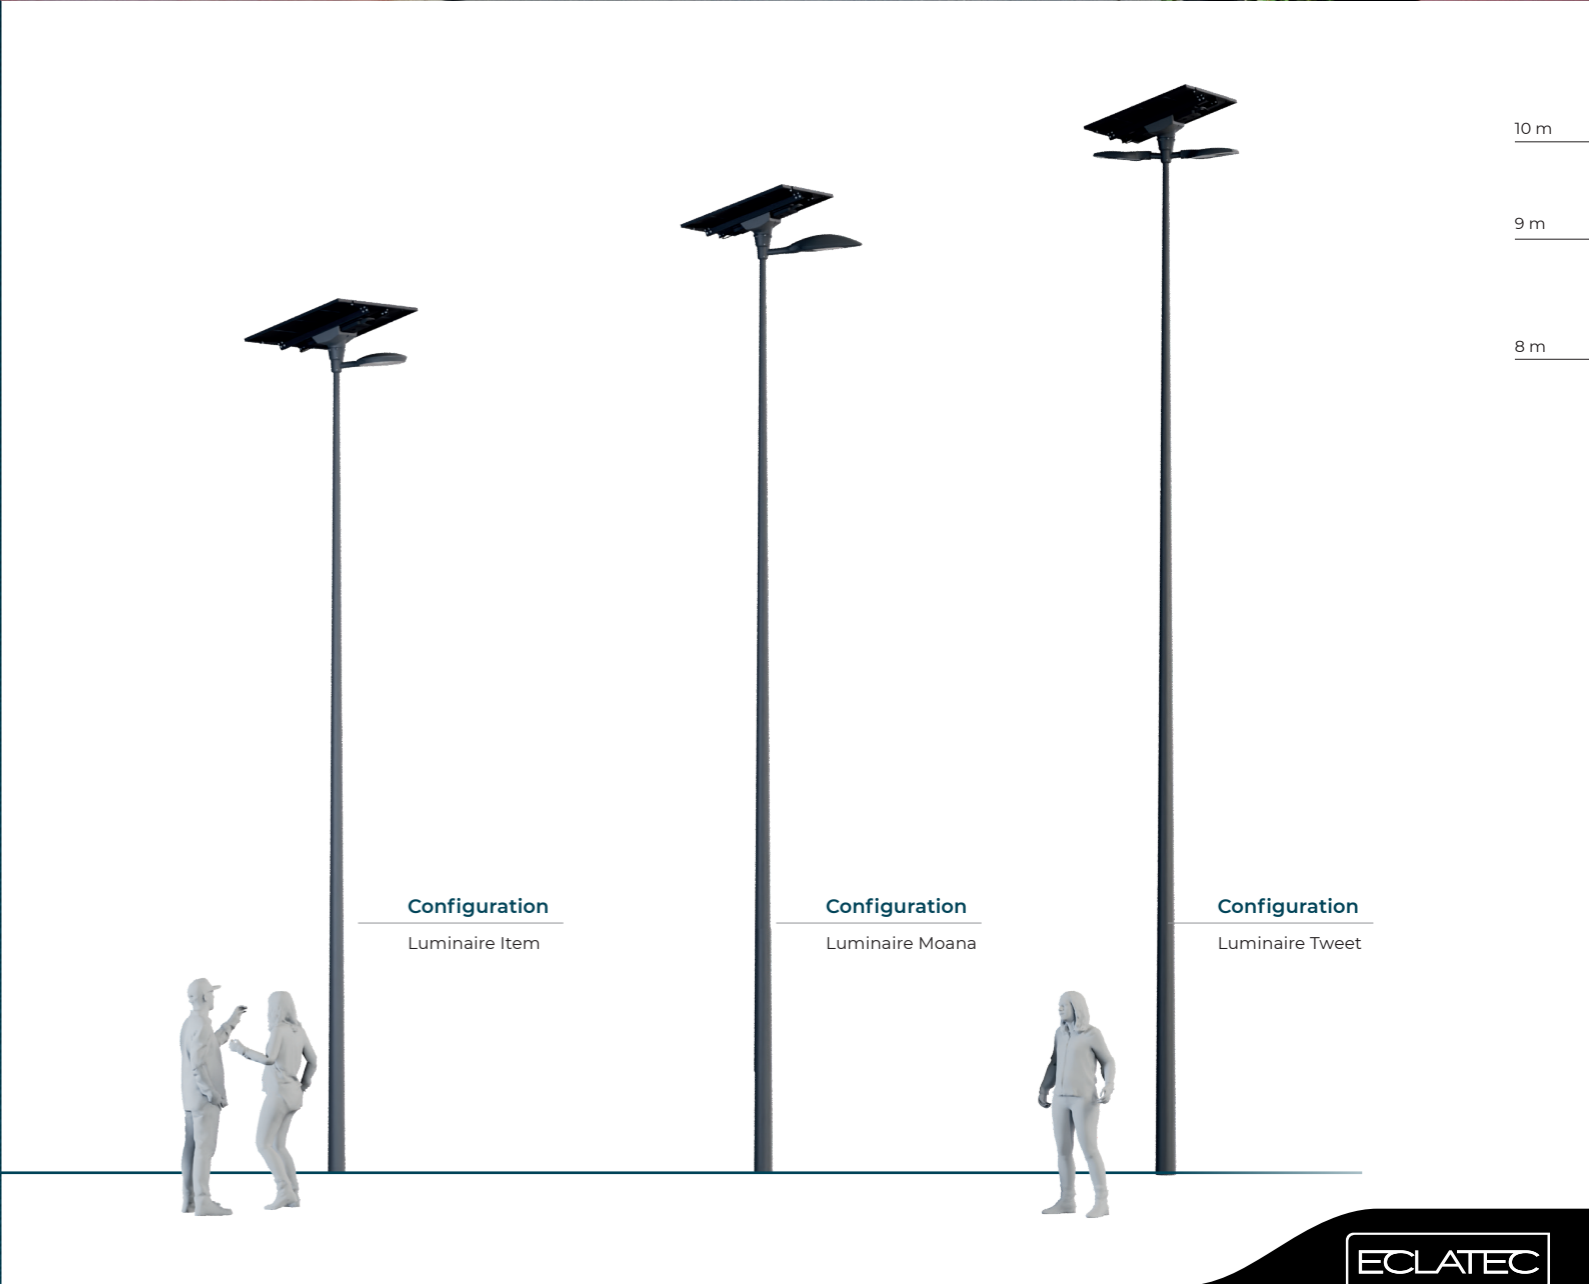 10 m
9 m
8 m
Configuration
Luminaire Item
Configuration
Luminaire Moana
Configuration
Luminaire Tweet
ECLATEC